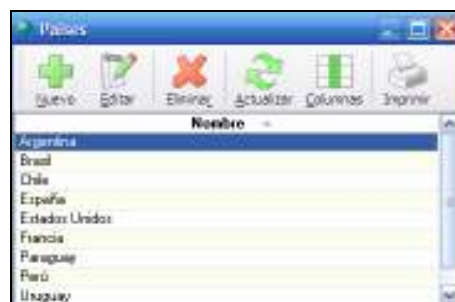 Países
Nuevo Editar Eliminar Actualizar Columnas Imprimir
Nombre
Argentina
Brasil
Chile
España
Estados Unidos
Francia
Paraguay
Perú
Uruguay